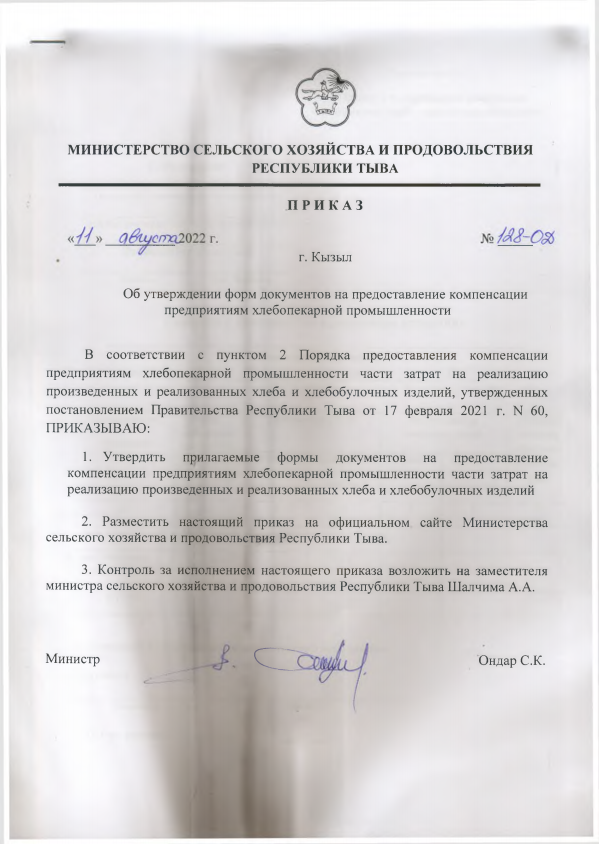 МИНИСТЕРСТВО СЕЛЬСКОГО ХОЗЯЙСТВА И ПРОДОВОЛЬСТВИЯ
РЕСПУБЛИКИ ТЫВА
ПРИКАЗ
«11» августа 2022 г. № 128-ОД
г. Кызыл
Об утверждении форм документов на предоставление компенсации
предприятиям хлебопекарной промышленности
В соответствии с пунктом 2 Порядка предоставления компенсации
предприятиям хлебопекарной промышленности части затрат на реализацию
произведенных и реализованных хлеба и хлебобулочных изделий, утвержденных
постановлением Правительства Республики Тыва от 17 февраля 2021 г. N 60,
ПРИКАЗЫВАЮ:
1. Утвердить прилагаемые формы документов на предоставление
компенсации предприятиям хлебопекарной промышленности части затрат на
реализацию произведенных и реализованных хлеба и хлебобулочных изделий
2. Разместить настоящий приказ на официальном сайте Министерства
сельского хозяйства и продовольствия Республики Тыва.
3. Контроль за исполнением настоящего приказа возложить на заместителя
министра сельского хозяйства и продовольствия Республики Тыва Шалчима А.А.
Министр Ондар С.К.